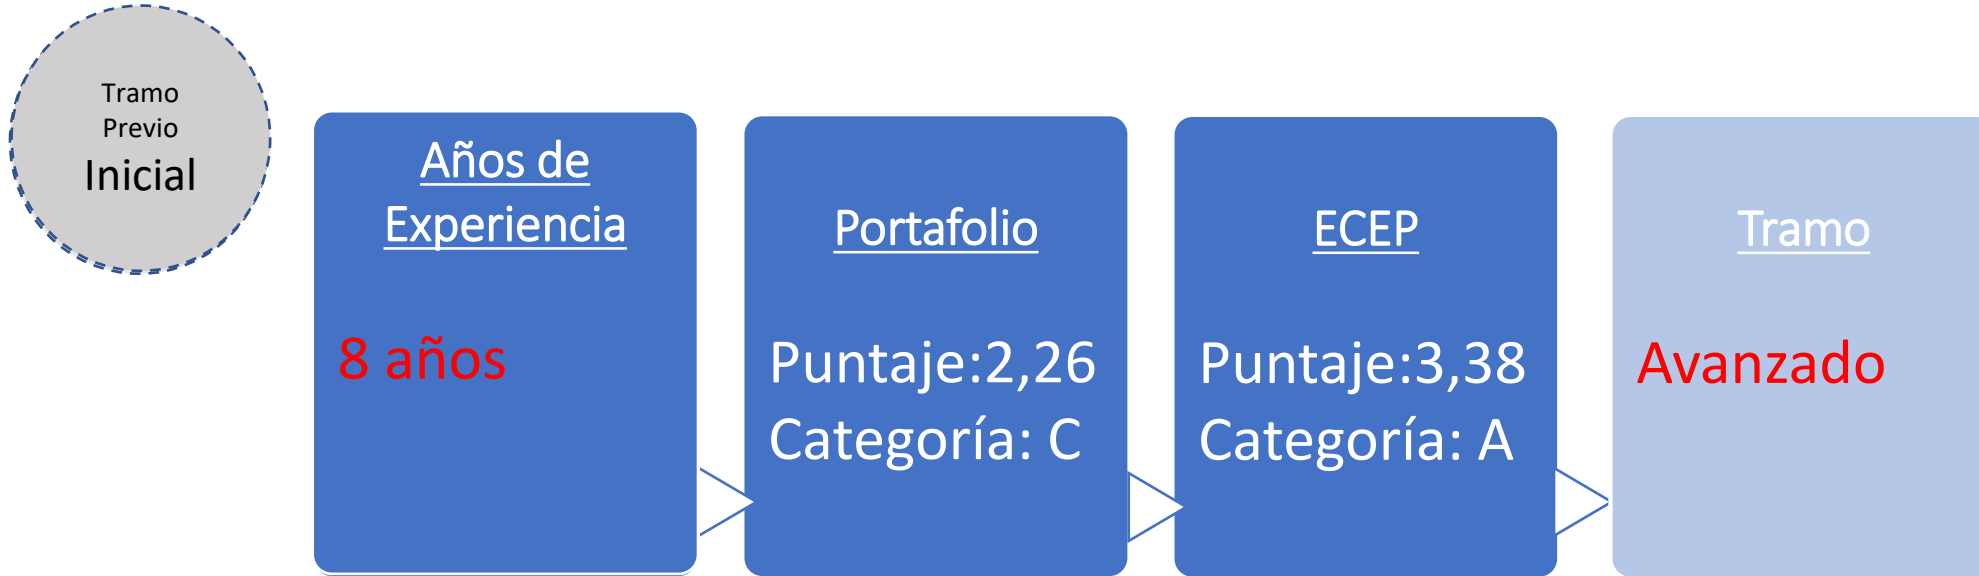 Tramo
Previo
Inicial
Años de
Experiencia
8 años
Portafolio
Puntaje:2,26
Categoría: C
ECEP
Puntaje:3,38
Categoría: A
Tramo
Avanzado